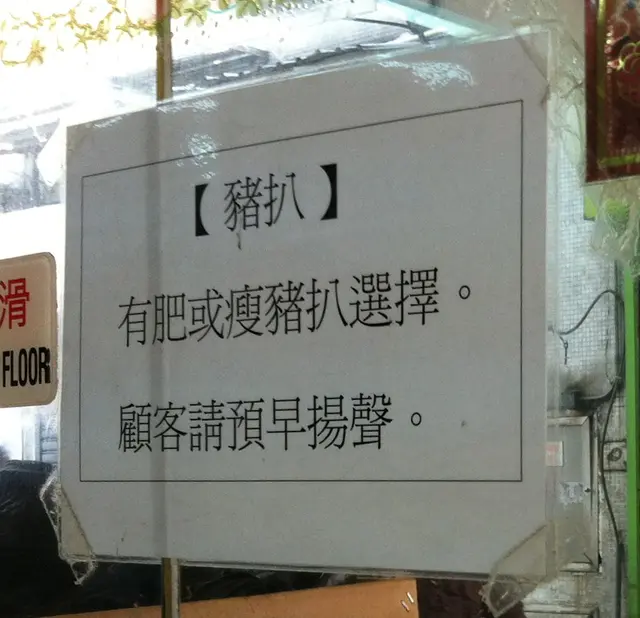 【豬扒】
有肥或瘦豬扒選擇。
顧客請預早揚聲。
滑
FLOOR